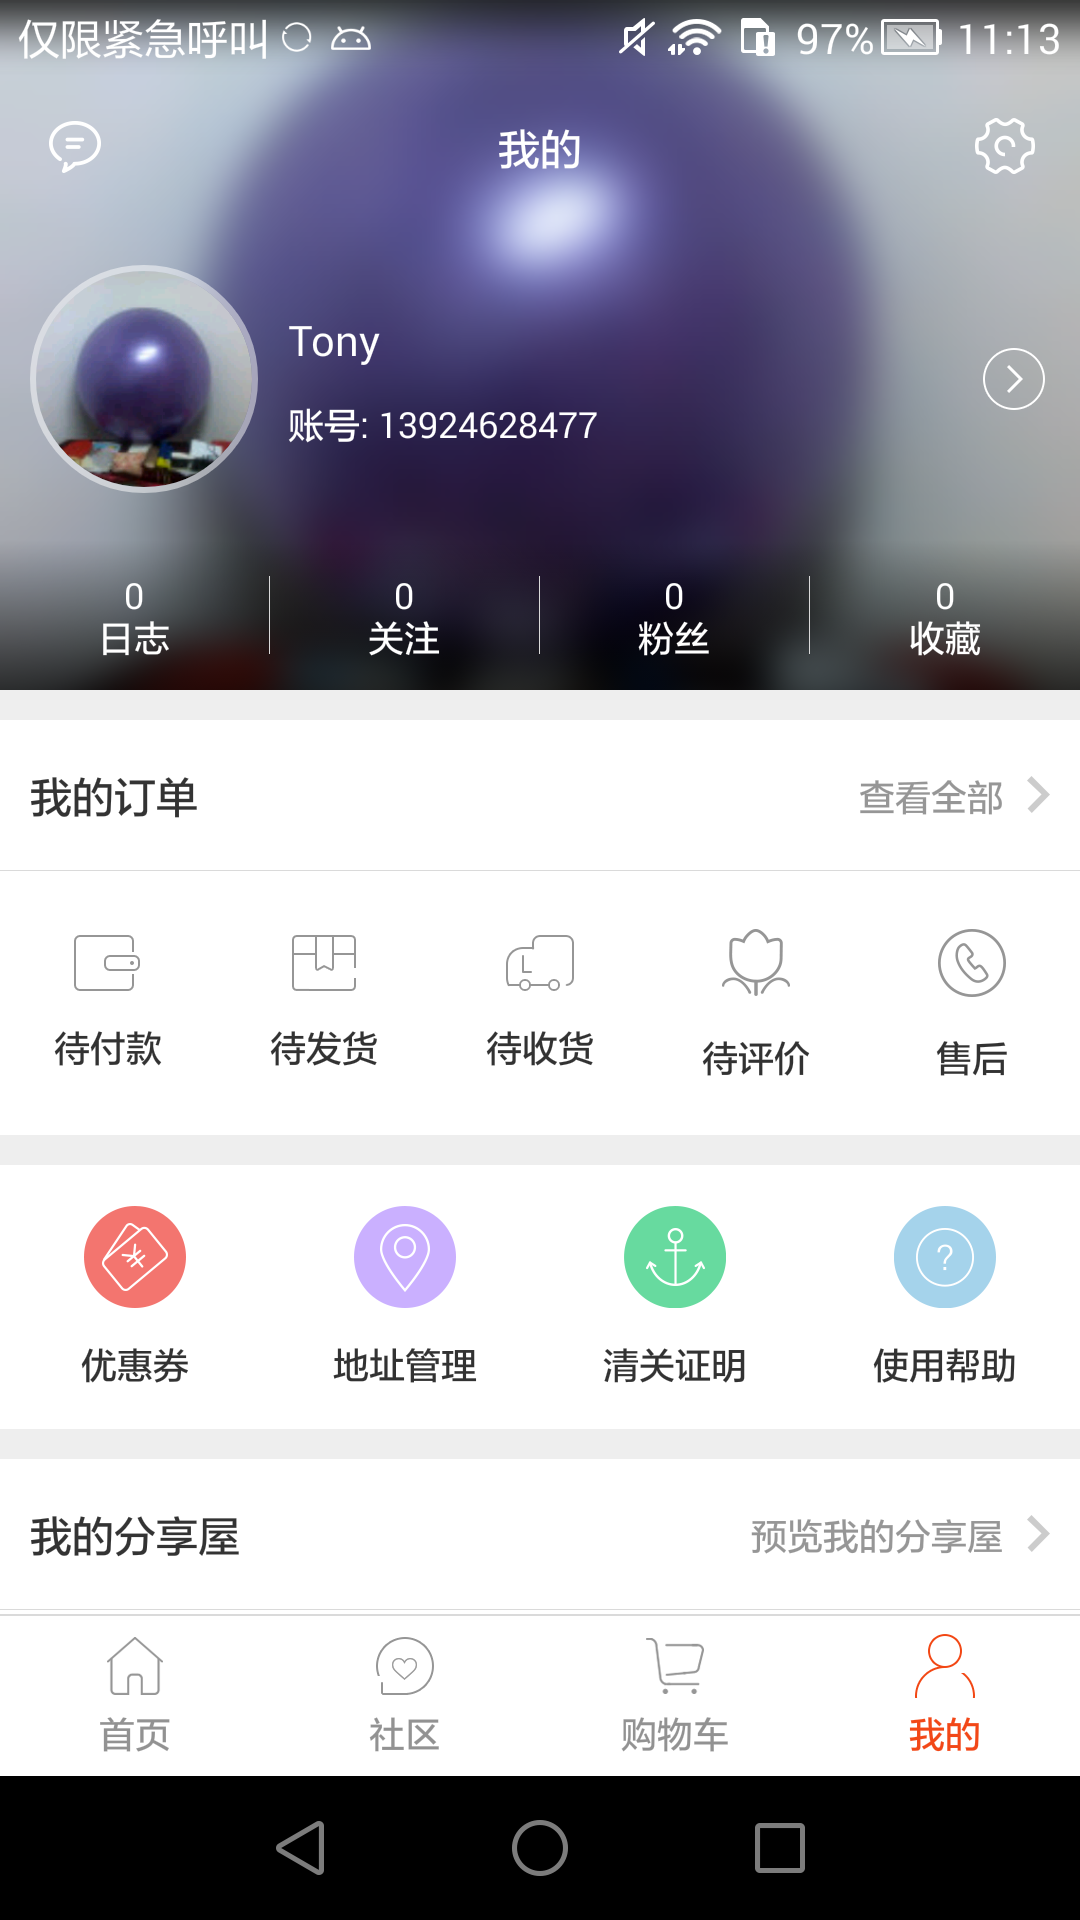 仅限紧急呼叫 97% 11:13
我的
Tony
账号: 13924628477
0 0 0 0
日志 关注 粉丝 收藏
我的订单 查看全部
待付款 待发货 待收货 待评价 售后
优惠券 地址管理 清关证明 使用帮助
我的分享屋 预览我的分享屋
首页 社区 购物车 我的